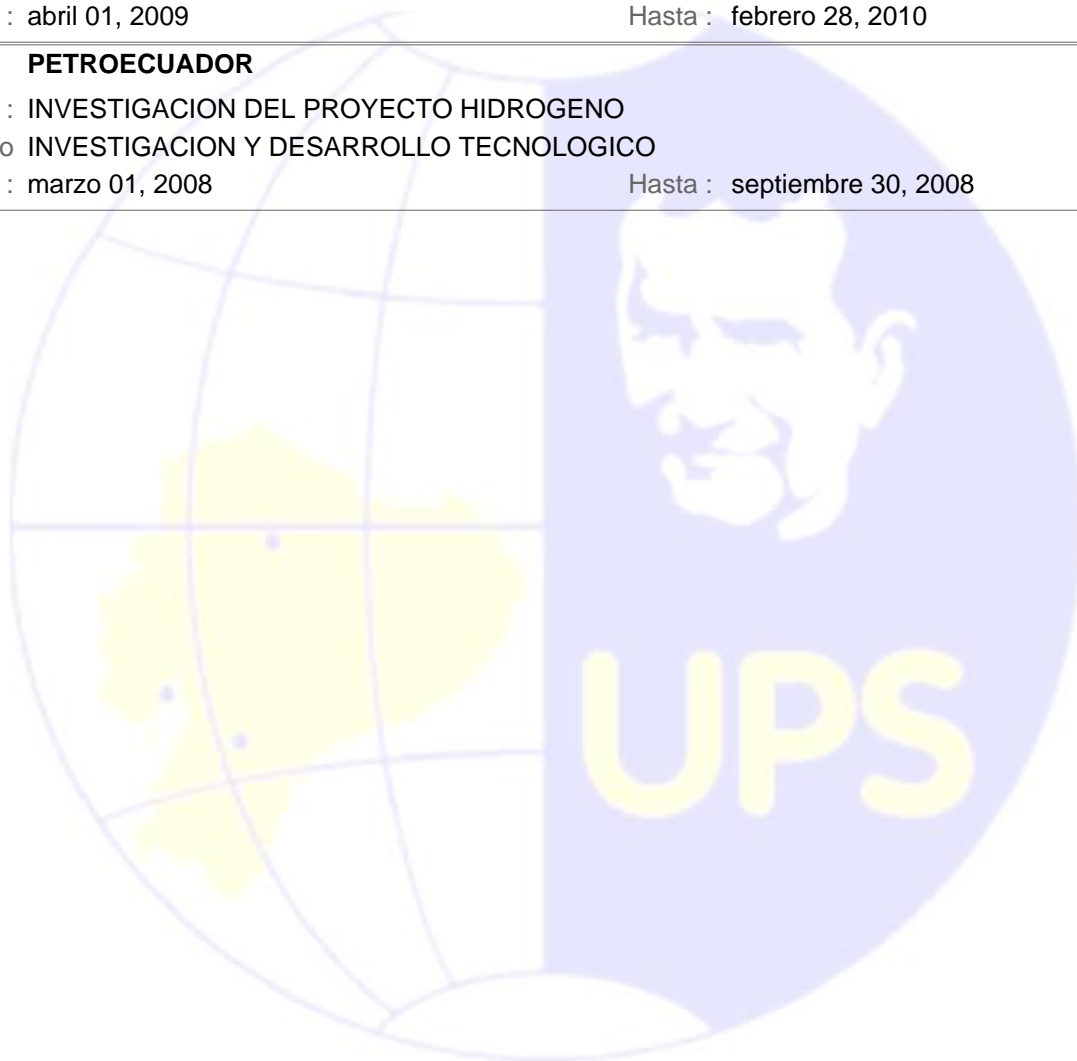 : abril 01, 2009 Hasta : febrero 28, 2010
PETROECUADOR
: INVESTIGACION DEL PROYECTO HIDROGENO
o INVESTIGACION Y DESARROLLO TECNOLOGICO
: marzo 01, 2008 Hasta : septiembre 30, 2008
UPS